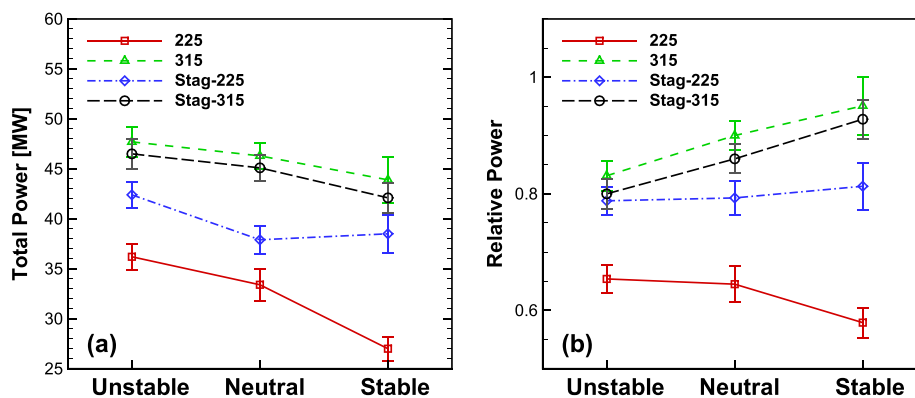 Total Power [MW]
60
55
50
45
40
35
30
25
225
315
Stag-225
Stag-315
(a)
Unstable Neutral Stable
Relative Power
1
0.8
0.6
225
315
Stag-225
Stag-315
(b)
Unstable Neutral Stable